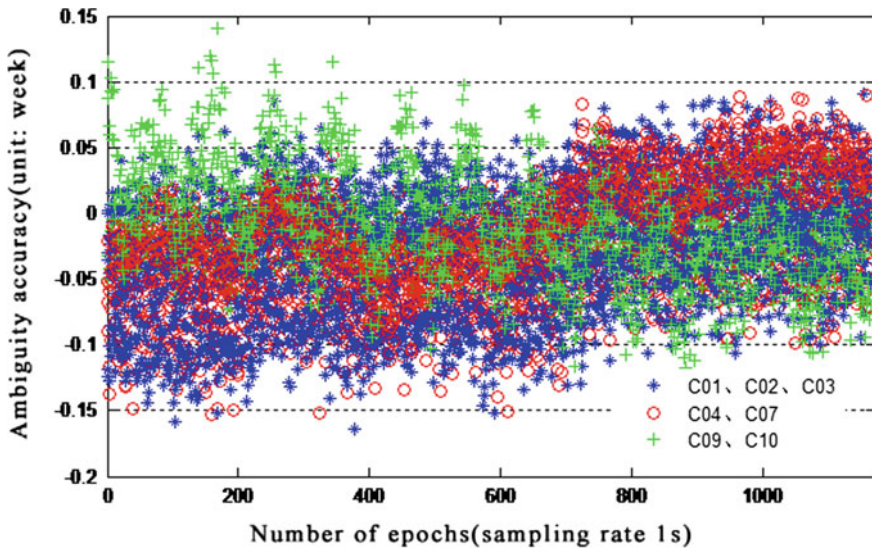 Ambiguity accuracy(unit: week)
0.15
0.1
0.05
0
-0.05
-0.1
-0.15
-0.2
0
200
400
600
800
1000
Number of epochs(sampling rate 1s)
C01、C02、C03
C04、C07
C09、C10